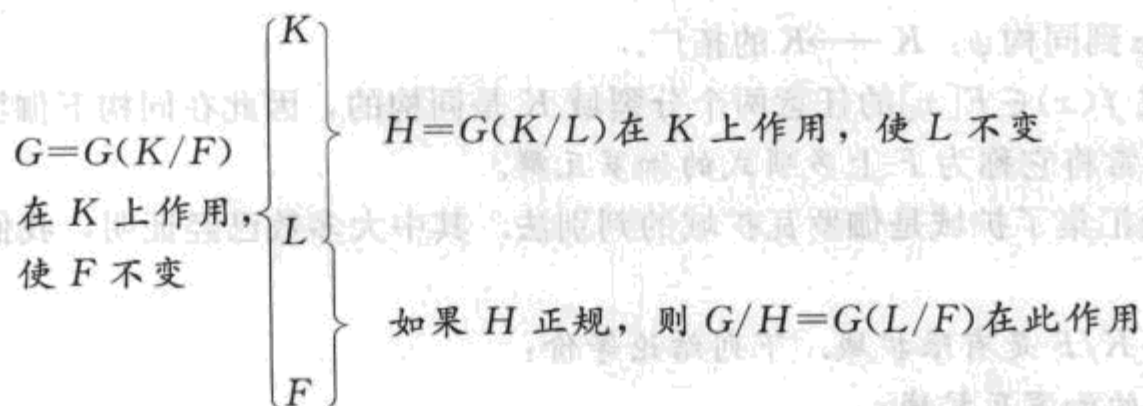 K
H=G(K/L)在 K 上作用，使 L 不变
G=G(K/F)
在 K 上作用，
L
使 F 不变
如果 H 正规，则 G/H=G(L/F)在此作用
F